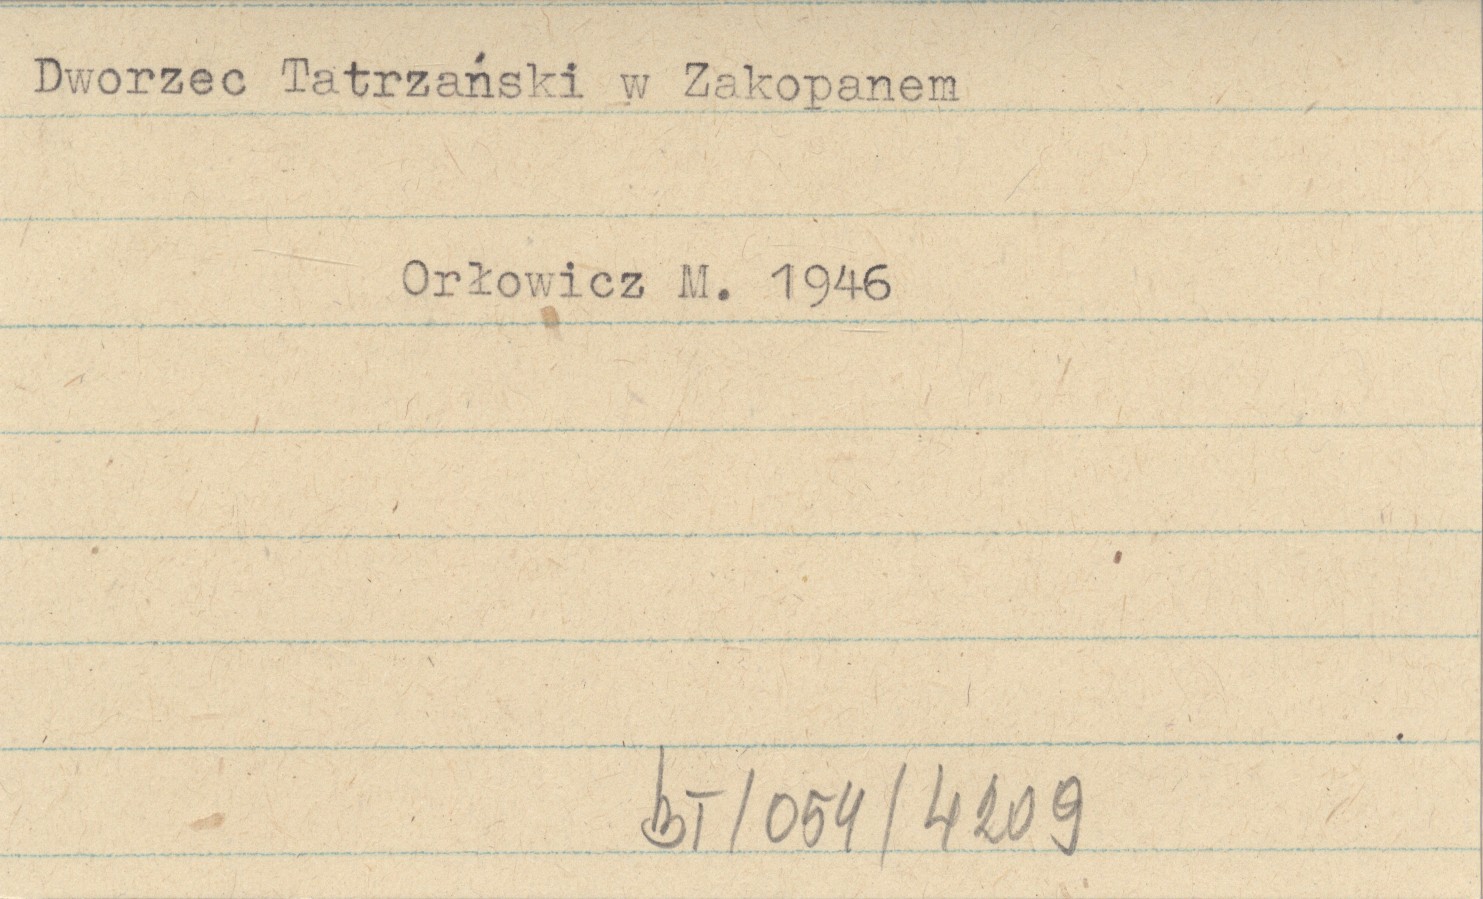 Dworzec Tatrzański w Zakopanem
Orłowicz M. 1946
BT/054/4209